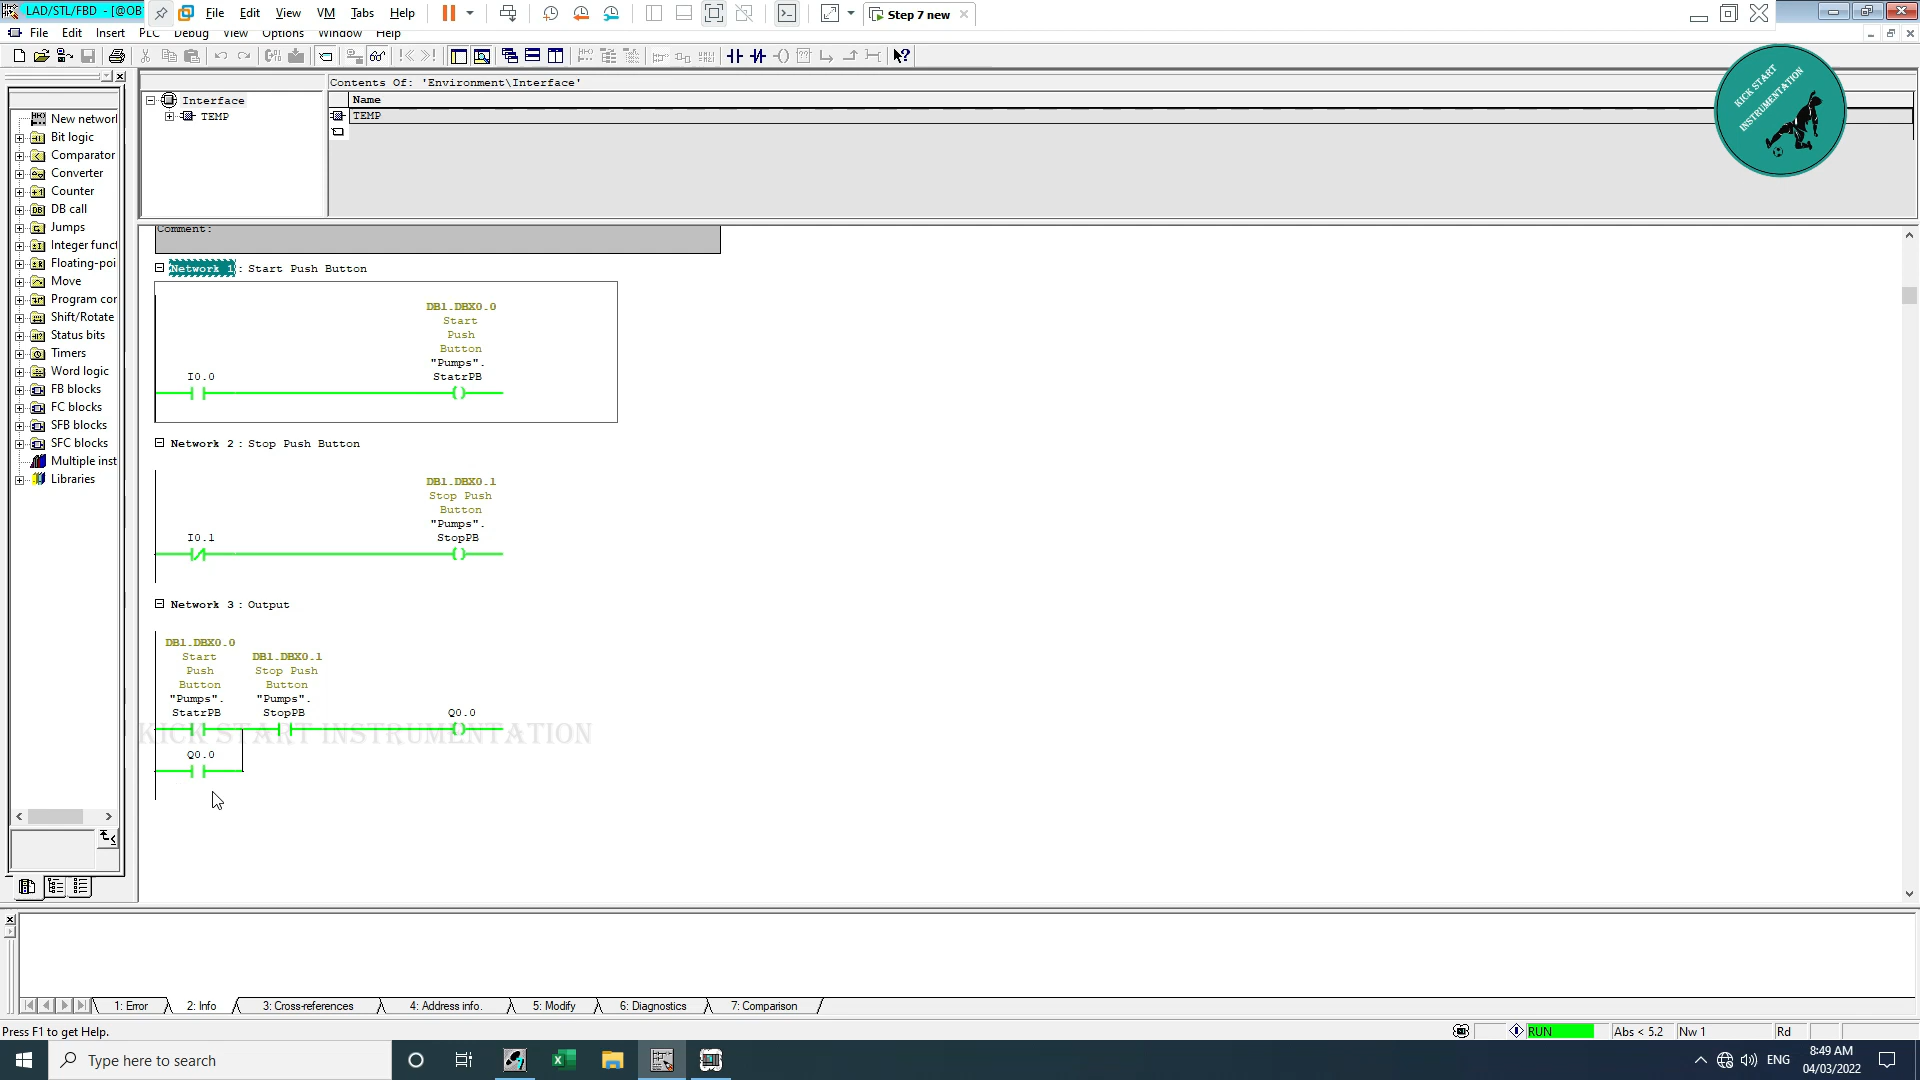 LAD/STL/FBD - [@OB
File Edit View VM Tabs Help
Step 7 new
File Edit Insert PLC Debug View Options Window Help
Contents Of: 'Environment\Interface'
Interface
TEMP
Name
TEMP
KICK START
INSTRUMENTATION
New networl
Bit logic
Comparator
Converter
Counter
DB call
Jumps
Integer funct
Floating-poi
Move
Program cor
Shift/Rotate
Status bits
Timers
Word logic
FB blocks
FC blocks
SFB blocks
SFC blocks
Multiple inst
Libraries
Comment:
Network 1: Start Push Button
DB1.DBX0.0
Start
Push
Button
"Pumps".
StatrPB
I0.0
Network 2: Stop Push Button
DB1.DBX0.1
Stop Push
Button
"Pumps".
StopPB
I0.1
Network 3: Output
DB1.DBX0.0
Start
Push
Button
"Pumps".
StatrPB
DB1.DBX0.1
Stop Push
Button
"Pumps".
StopPB
Q0.0
KICK START INSTRUMENTATION
Q0.0
1: Error 2: Info 3: Cross-references 4: Address info. 5: Modify 6: Diagnostics 7: Comparison
Press F1 to get Help.
RUN Abs < 5.2 Nw 1 Rd
Type here to search
ENG
8:49 AM
04/03/2022